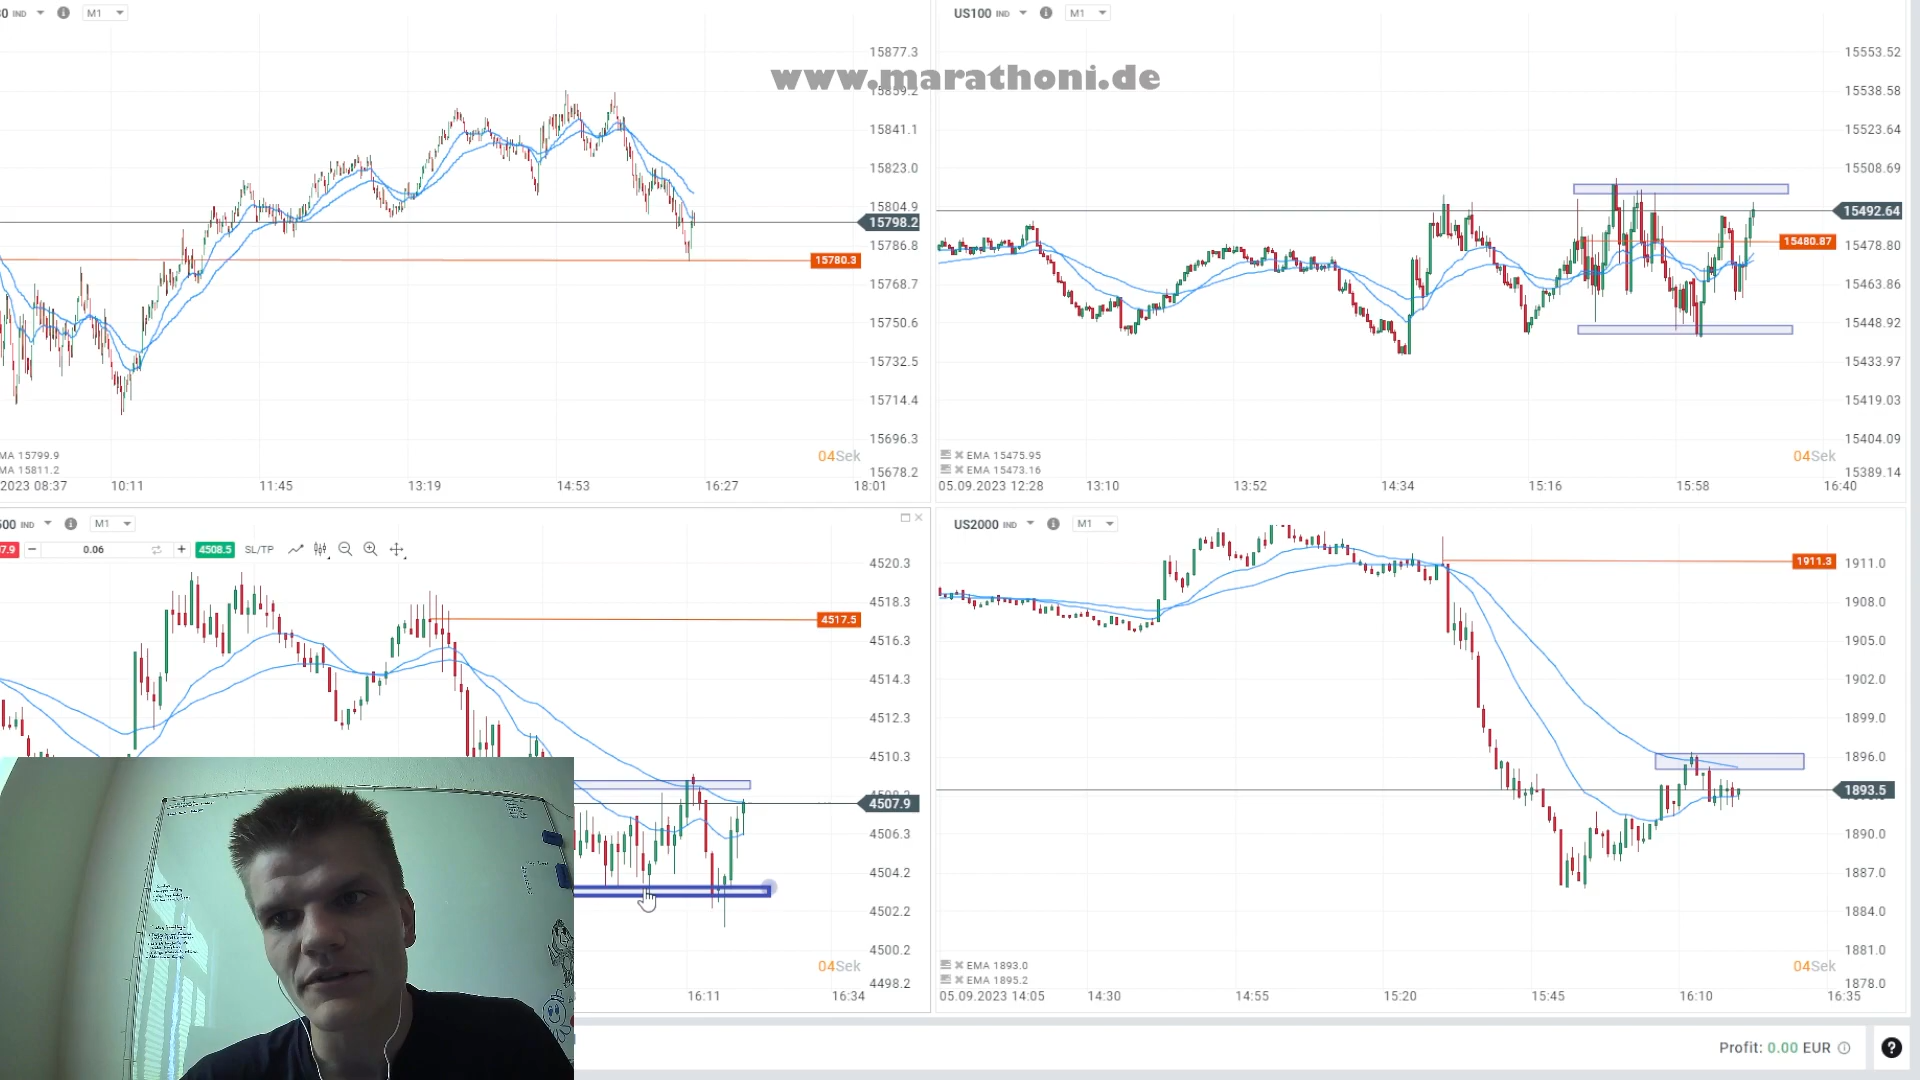 30 IND M1
15877.3
15859.2
15841.1
15823.0
15804.9
15798.2
15786.8
15780.3
15768.7
15750.6
15732.5
15714.4
15696.3
15678.2
MA 15799.9
MA 15811.2
04Sek
2023 08:37 10:11 11:45 13:19 14:53 16:27 18:01
www.marathoni.de
US100 IND M1
15553.52
15538.58
15523.64
15508.69
15492.64
15480.87
15478.80
15463.86
15448.92
15433.97
15419.03
15404.09
15389.14
EMA 15475.95
EMA 15473.16
04Sek
05.09.2023 12:28 13:10 13:52 14:34 15:16 15:58 16:40
500 IND M1
7.9 0.06 4508.5 SL/TP
4520.3
4518.3
4517.5
4516.3
4514.3
4512.3
4510.3
4507.9
4506.3
4504.2
4502.2
4500.2
4498.2
04Sek
16:11 16:34
US2000 IND M1
1911.3
1911.0
1908.0
1905.0
1902.0
1899.0
1896.0
1893.5
1890.0
1887.0
1884.0
1881.0
1878.0
EMA 1893.0
EMA 1895.2
04Sek
05.09.2023 14:05 14:30 14:55 15:20 15:45 16:10 16:35
Profit: 0.00 EUR